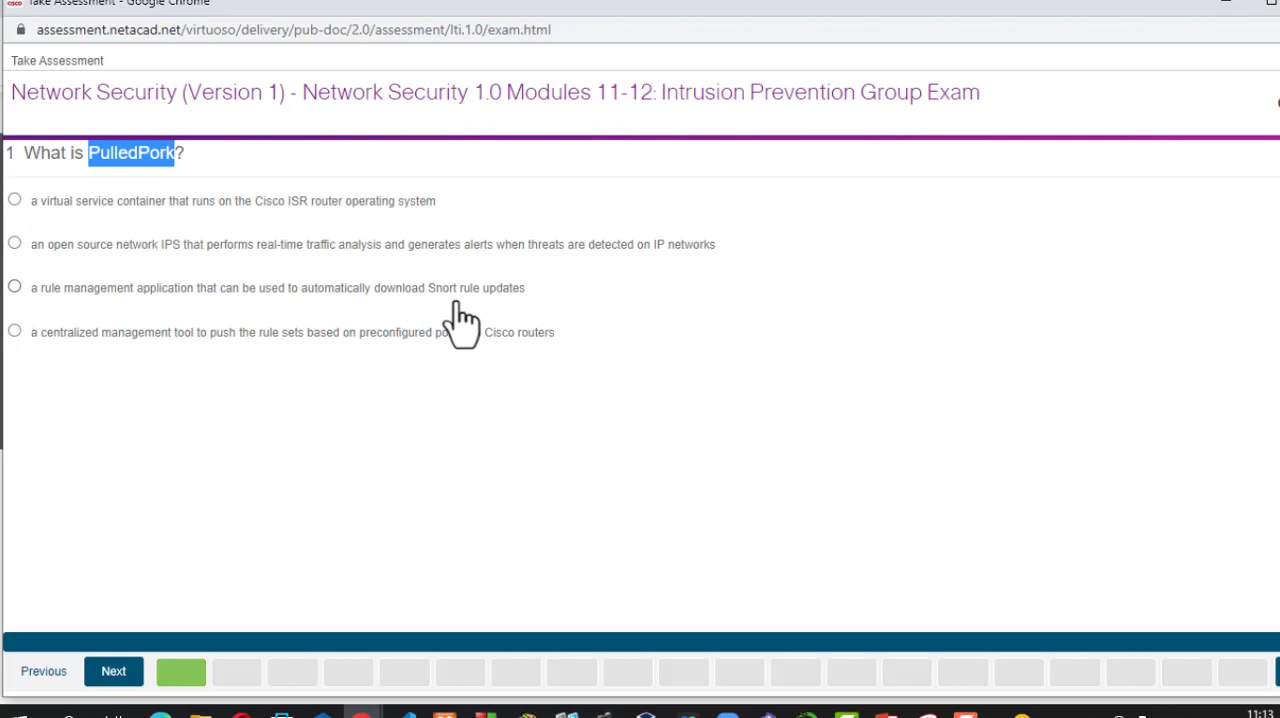 Take Assessment - Google Chrome
assessment.netacad.net/virtuoso/delivery/pub-doc/2.0/assessment/lti.1.0/exam.html
Take Assessment
Network Security (Version 1) - Network Security 1.0 Modules 11-12: Intrusion Prevention Group Exam
1 What is PulledPork?
a virtual service container that runs on the Cisco ISR router operating system
an open source network IPS that performs real-time traffic analysis and generates alerts when threats are detected on IP networks
a rule management application that can be used to automatically download Snort rule updates
a centralized management tool to push the rule sets based on preconfigured Cisco routers
Previous Next
11:13